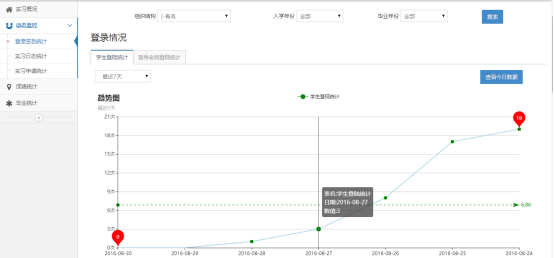 实习概况
组织结构
|-青岛
入学年份
全部
毕业年份
全部
搜索
动态监控
登录签到统计
实习日志统计
实习申请统计
成绩统计
毕业统计
登录情况
学生登陆统计
指导老师登陆统计
最近7天
查看今日数据
趋势图
最近7天
学生登陆统计
21次
18次
15次
12次
9次
6次
3次
0次
0
19
6.86
类名:学生登陆统计
日期:2016-08-27
数值:3
2016-08-30
2016-08-29
2016-08-28
2016-08-27
2016-08-26
2016-08-25
2016-08-24